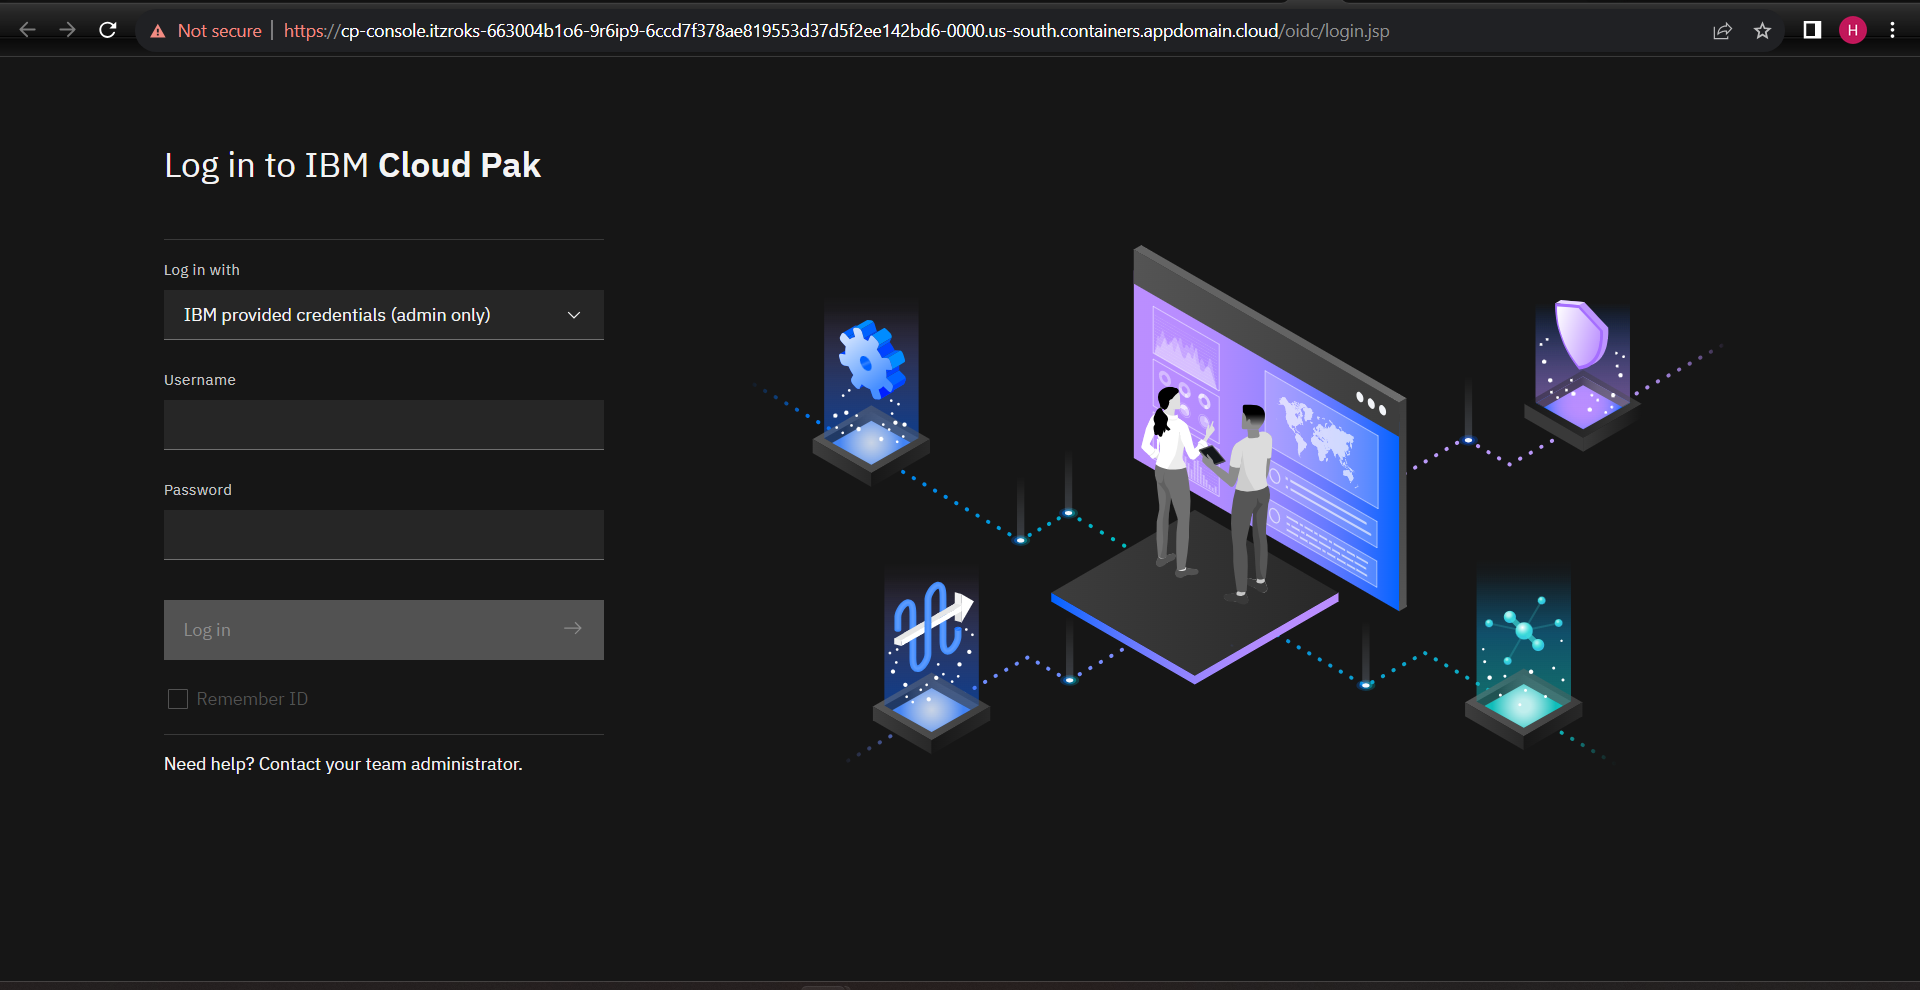 Not secure | https://cp-console.itzroks-663004b1o6-9r6ip9-6ccd7f378ae819553d37d5f2ee142bd6-0000.us-south.containers.appdomain.cloud/oidc/login.jsp
H
Log in to IBM Cloud Pak
Log in with
IBM provided credentials (admin only)
Username
Password
Log in
Remember ID
Need help? Contact your team administrator.